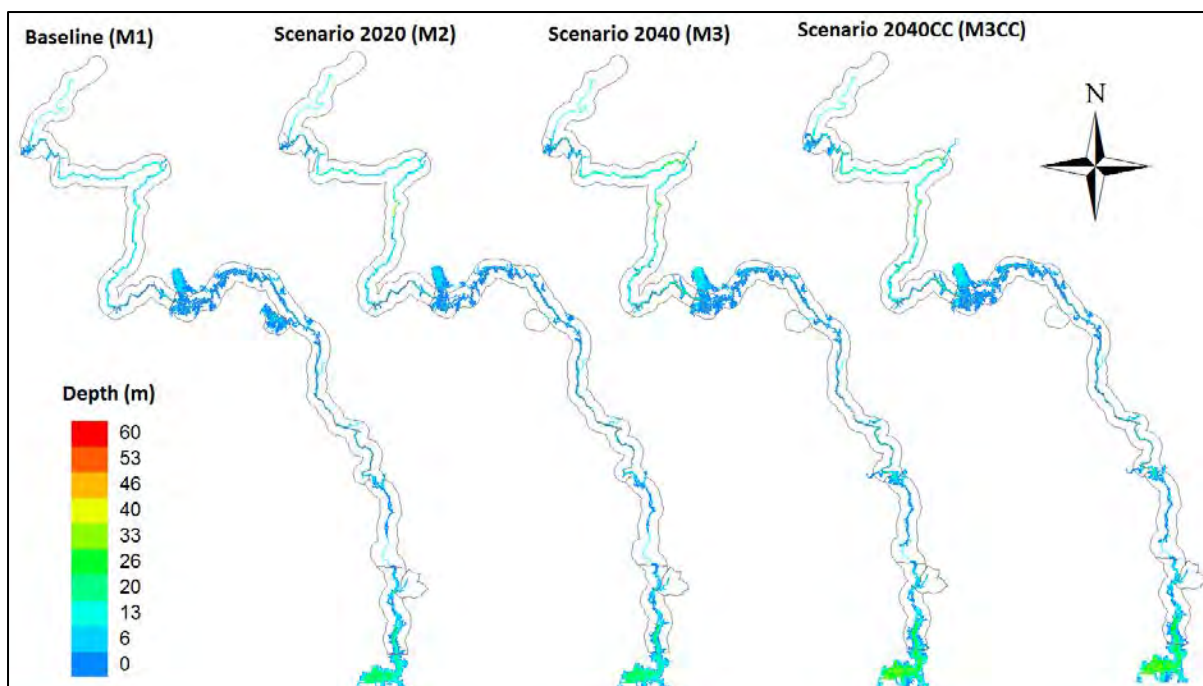 Baseline (M1)
Scenario 2020 (M2)
Scenario 2040 (M3)
Scenario 2040CC (M3CC)
N
Depth (m)
60
53
46
40
33
26
20
13
6
0